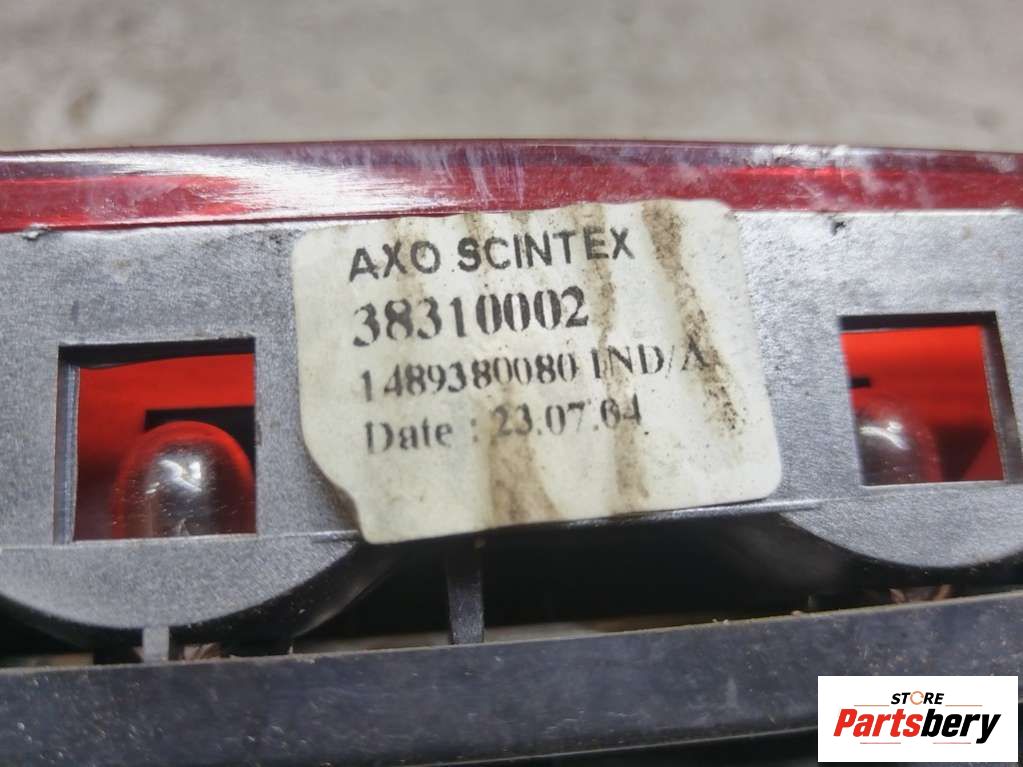 AXO SCINTEX
38310002
1489380080 IND/A
Date : 23.07.04
STORE
Partsbery